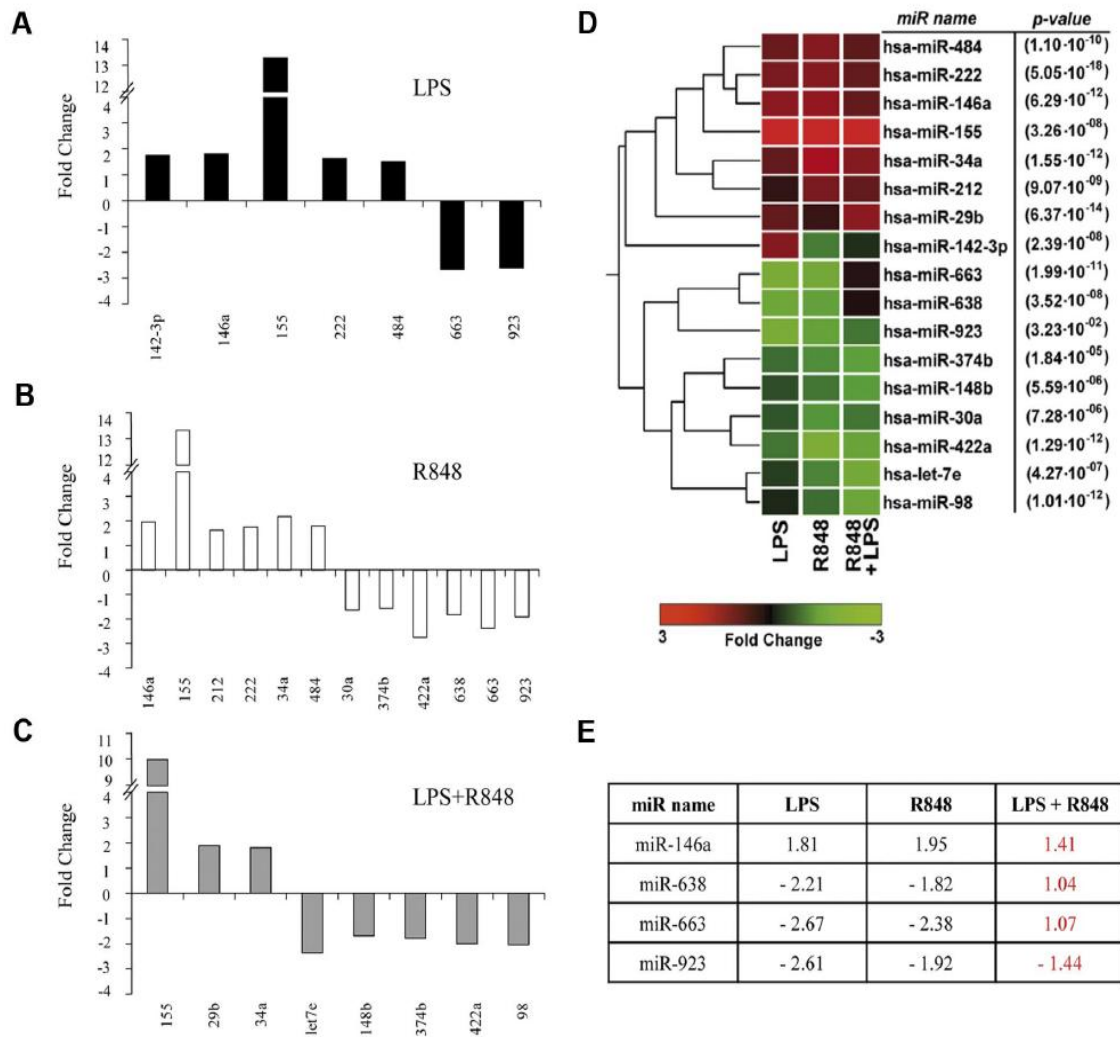 A
LPS
Fold Change
14
13
12
4
3
2
1
0
-1
-2
-3
-4
142-3p
146a
155
222
484
663
923
B
R848
Fold Change
14
13
12
4
3
2
1
0
-1
-2
-3
-4
146a
155
212
222
34a
484
30a
374b
422a
638
663
923
C
LPS+R848
Fold Change
11
10
9
4
3
2
1
0
-1
-2
-3
-4
155
29b
34a
let7e
148b
374b
422a
98
D
miR name p-value
hsa-miR-484 (1.10·10⁻¹⁰)
hsa-miR-222 (5.05·10⁻¹⁸)
hsa-miR-146a (6.29·10⁻¹²)
hsa-miR-155 (3.26·10⁻⁰⁸)
hsa-miR-34a (1.55·10⁻¹²)
hsa-miR-212 (9.07·10⁻⁰⁹)
hsa-miR-29b (6.37·10⁻¹⁴)
hsa-miR-142-3p (2.39·10⁻⁰⁸)
hsa-miR-663 (1.99·10⁻¹¹)
hsa-miR-638 (3.52·10⁻⁰⁸)
hsa-miR-923 (3.23·10⁻⁰²)
hsa-miR-374b (1.84·10⁻⁰⁵)
hsa-miR-148b (5.59·10⁻⁰⁶)
hsa-miR-30a (7.28·10⁻⁰⁶)
hsa-miR-422a (1.29·10⁻¹²)
hsa-let-7e (4.27·10⁻⁰⁷)
hsa-miR-98 (1.01·10⁻¹²)
LPS
R848
R848
+ LPS
3 Fold Change -3
E
miR name LPS R848 LPS + R848
miR-146a 1.81 1.95 1.41
miR-638 - 2.21 - 1.82 1.04
miR-663 - 2.67 - 2.38 1.07
miR-923 - 2.61 - 1.92 - 1.44